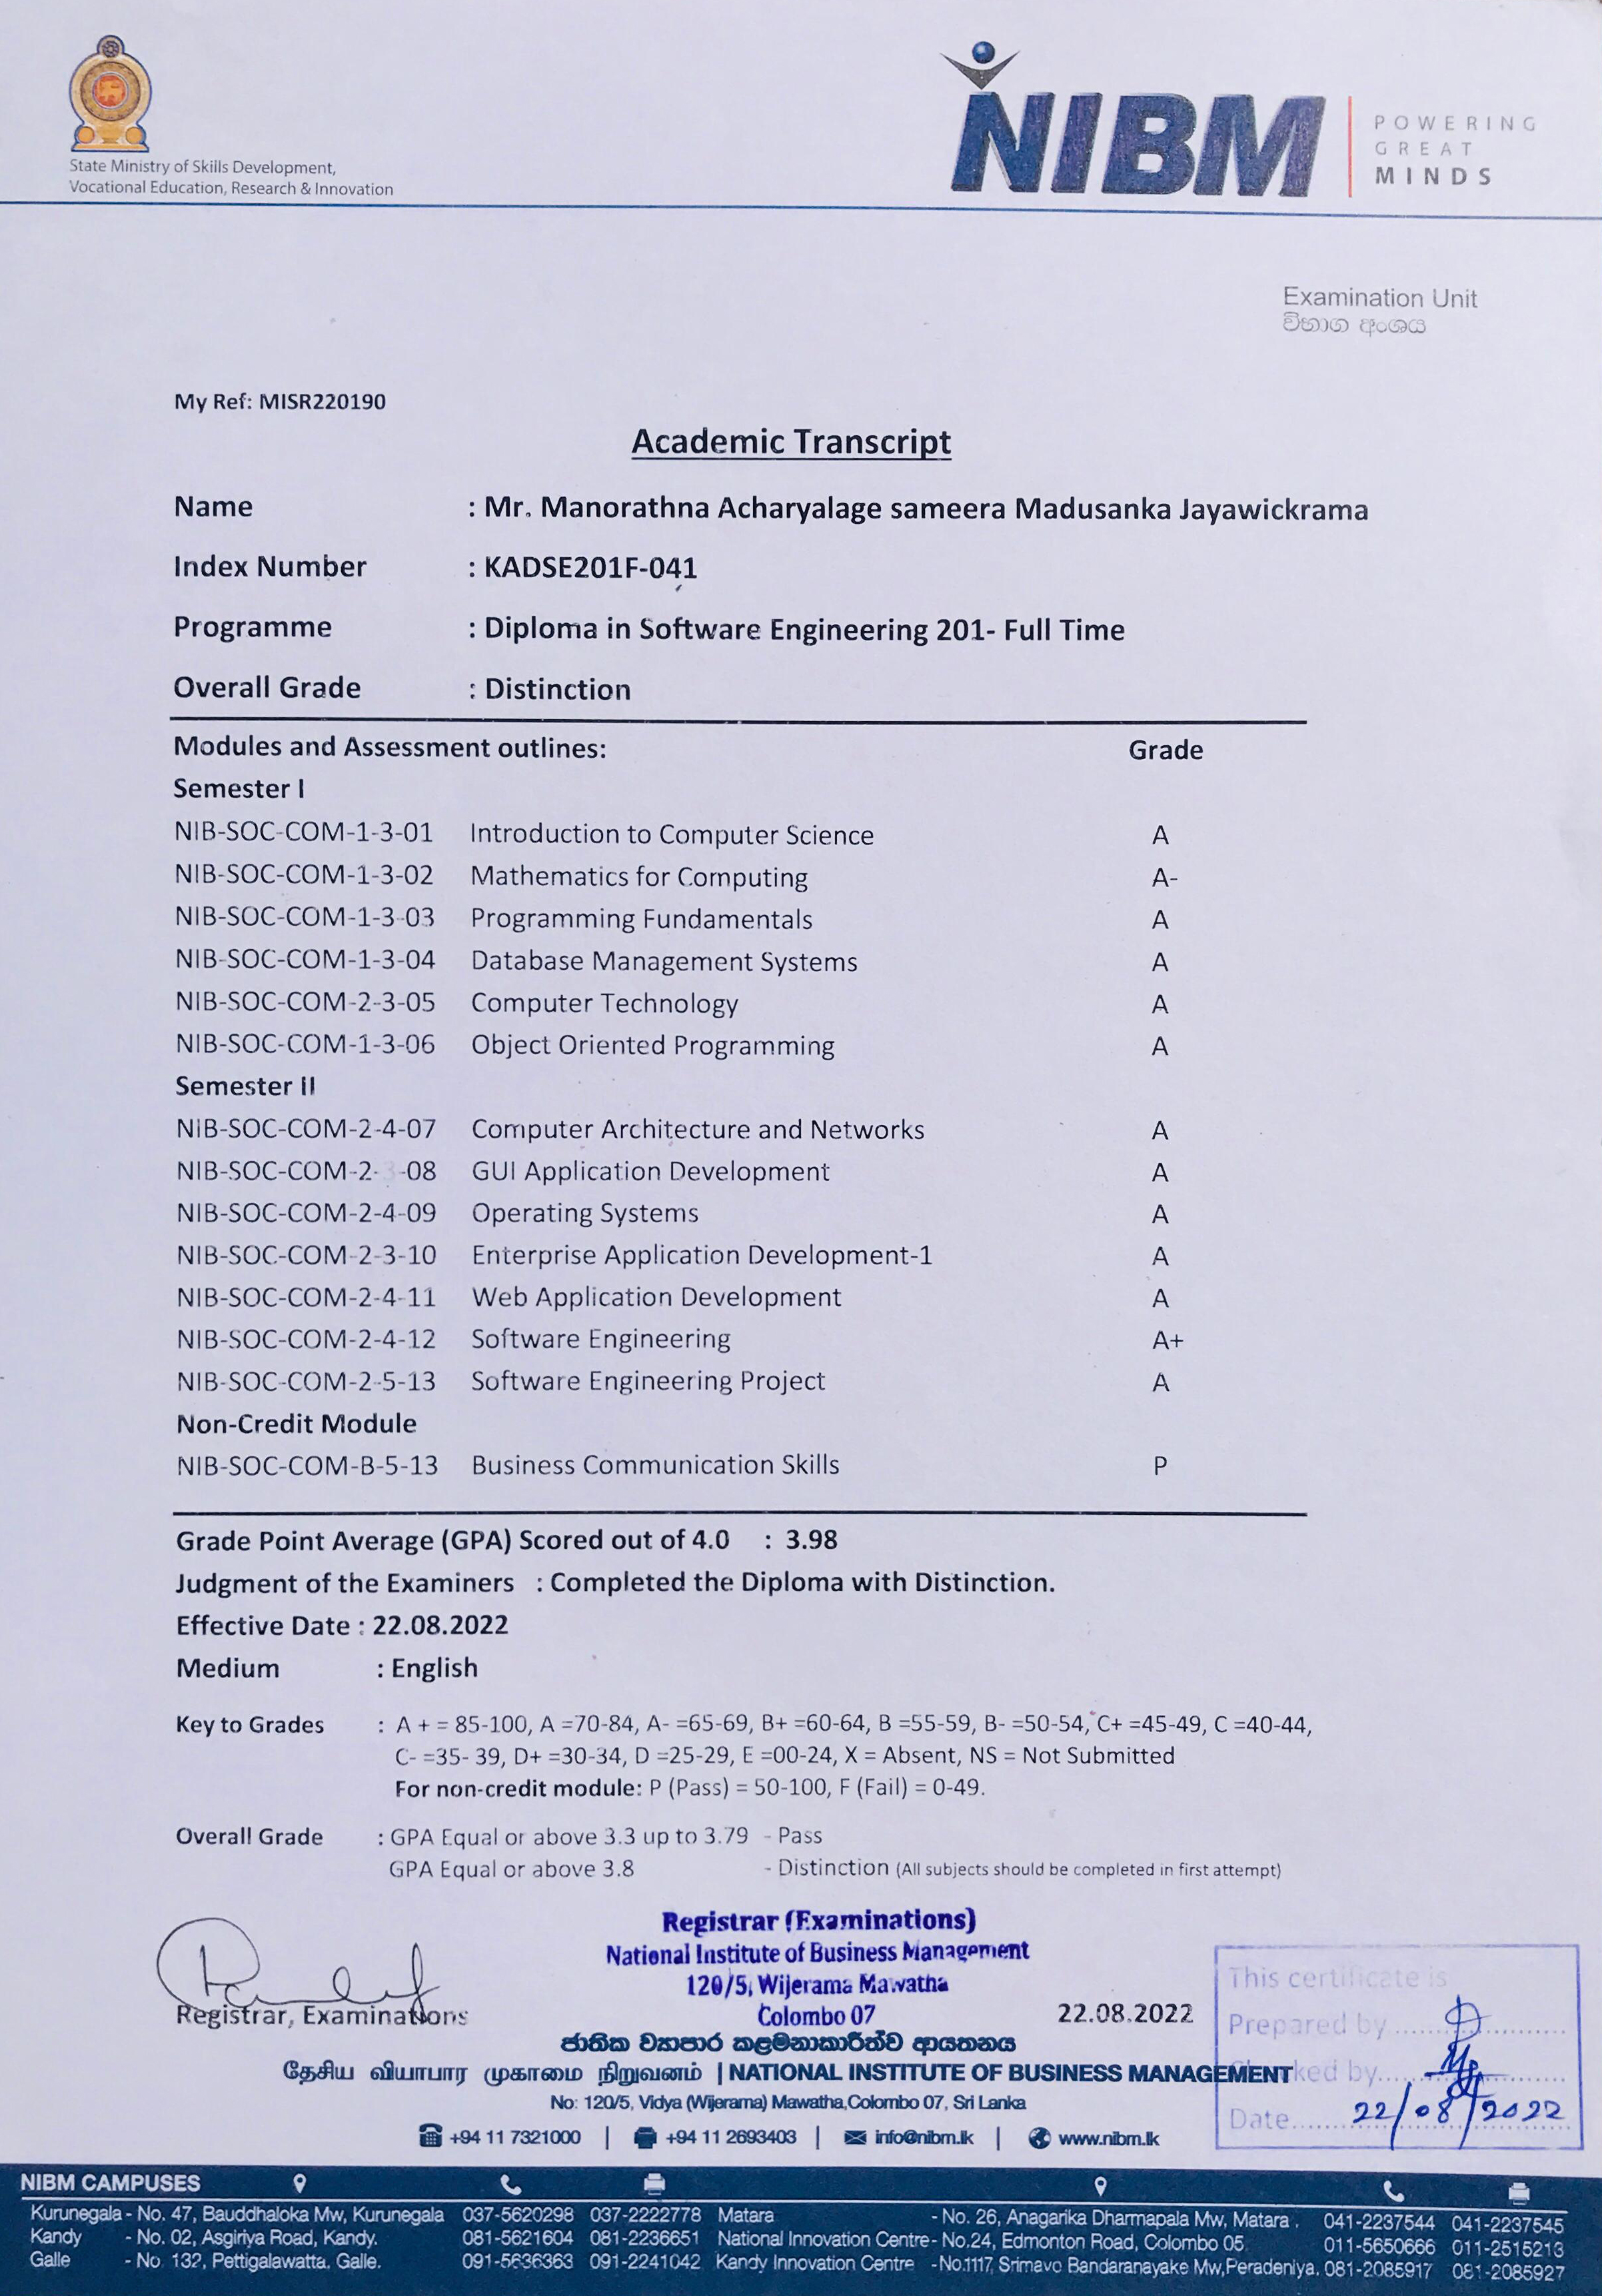 State Ministry of Skills Development,
Vocational Education, Research & Innovation
NIBM
POWERING
GREAT
MINDS
Examination Unit
විභාග අංශය
My Ref: MISR220190
Academic Transcript
Name : Mr. Manorathna Acharyalage sameera Madusanka Jayawickrama
Index Number : KADSE201F-041
Programme : Diploma in Software Engineering 201- Full Time
Overall Grade : Distinction
Modules and Assessment outlines: Grade
Semester I
NIB-SOC-COM-1-3-01 Introduction to Computer Science A
NIB-SOC-COM-1-3-02 Mathematics for Computing A-
NIB-SOC-COM-1-3-03 Programming Fundamentals A
NIB-SOC-COM-1-3-04 Database Management Systems A
NIB-SOC-COM-2-3-05 Computer Technology A
NIB-SOC-COM-1-3-06 Object Oriented Programming A
Semester II
NIB-SOC-COM-2-4-07 Computer Architecture and Networks A
NIB-SOC-COM-2-3-08 GUI Application Development A
NIB-SOC-COM-2-4-09 Operating Systems A
NIB-SOC-COM-2-3-10 Enterprise Application Development-1 A
NIB-SOC-COM-2-4-11 Web Application Development A
NIB-SOC-COM-2-4-12 Software Engineering A+
NIB-SOC-COM-2-5-13 Software Engineering Project A
Non-Credit Module
NIB-SOC-COM-B-5-13 Business Communication Skills P
Grade Point Average (GPA) Scored out of 4.0 : 3.98
Judgment of the Examiners : Completed the Diploma with Distinction.
Effective Date : 22.08.2022
Medium : English
Key to Grades : A + = 85-100, A =70-84, A- =65-69, B+ =60-64, B =55-59, B- =50-54, C+ =45-49, C =40-44,
C- =35- 39, D+ =30-34, D =25-29, E =00-24, X = Absent, NS = Not Submitted
For non-credit module: P (Pass) = 50-100, F (Fail) = 0-49.
Overall Grade : GPA Equal or above 3.3 up to 3.79 - Pass
GPA Equal or above 3.8 - Distinction (All subjects should be completed in first attempt)
Registrar, Examinations
Registrar (Examinations)
National Institute of Business Management
120/5, Wijerama Mawatha
Colombo 07
22.08.2022
This certificate is
Prepared by ..........
Checked by..........
Date.......... 22/08/2022
ජාතික ව්‍යාපාර කළමනාකාරිත්ව ආයතනය
தேசிய வியாபார முகாமை நிறுவனம் | NATIONAL INSTITUTE OF BUSINESS MANAGEMENT
No: 120/5, Vidya (Wijerama) Mawatha,Colombo 07, Sri Lanka
+94 11 7321000 | +94 11 2693403 | info@nibm.lk | www.nibm.lk
NIBM CAMPUSES
Kurunegala - No. 47, Bauddhaloka Mw, Kurunegala 037-5620298 037-2222778
Kandy - No. 02, Asgiriya Road, Kandy. 081-5621604 081-2236651
Galle - No. 132, Pettigalawatta, Galle. 091-5636363 091-2241042
Matara - No. 26, Anagarika Dharmapala Mw, Matara . 041-2237544 041-2237545
National Innovation Centre - No.24, Edmonton Road, Colombo 05. 011-5650666 011-2515213
Kandy Innovation Centre - No.1117, Srimavo Bandaranayake Mw,Peradeniya. 081-2085917 081-2085927